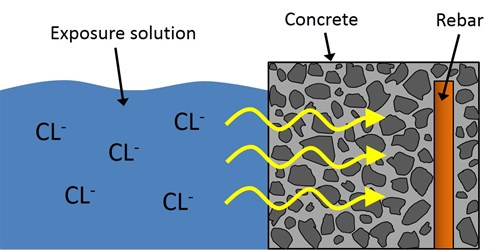 Exposure solution
Concrete
Rebar
CL-
CL-
CL-
CL-
CL-